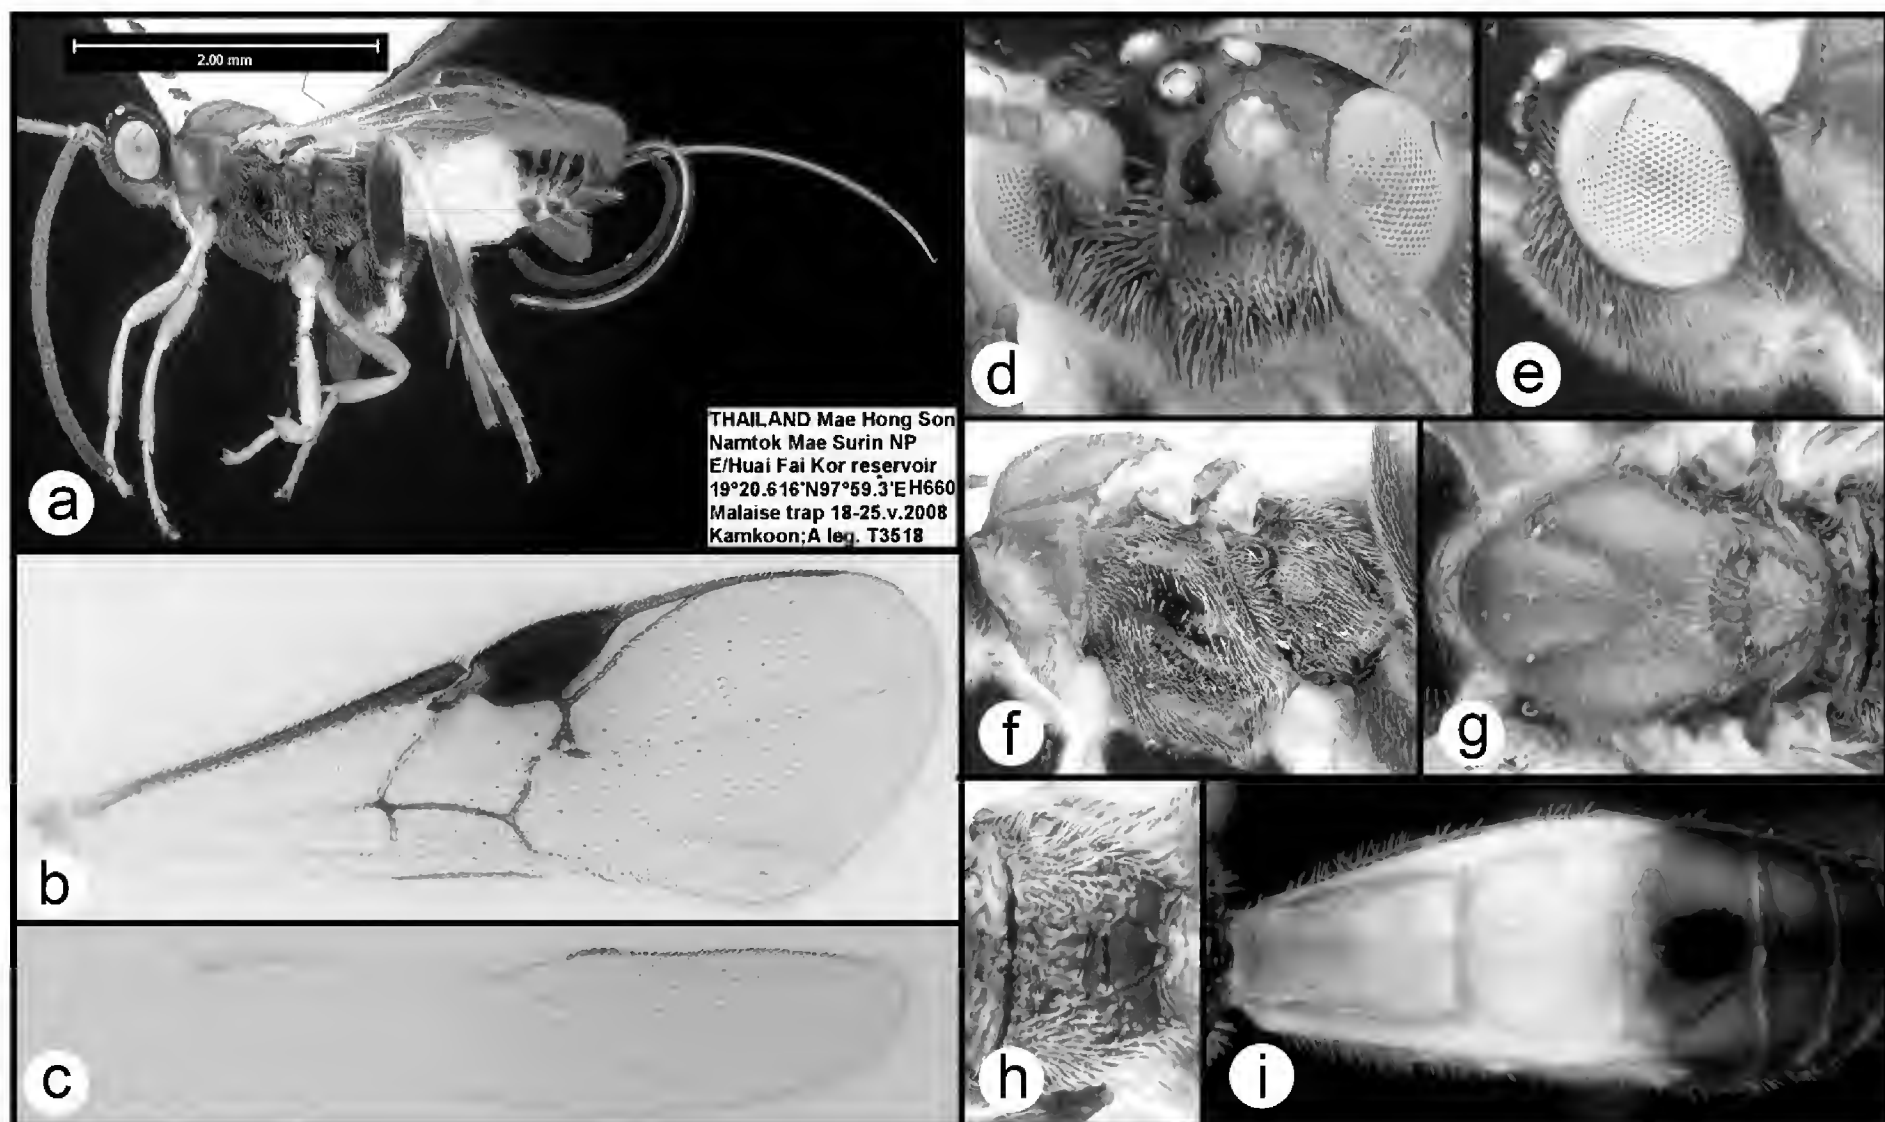 2.00 mm
THAILAND Mae Hong Son
Namtok Mae Surin NP
E/Huai Fai Kor reservoir
19°20.616'N97°59.3'E H660
Malaise trap 18-25.v.2008
Kamkoon;A leg. T3518
a
b
c
d
e
f
g
h
i